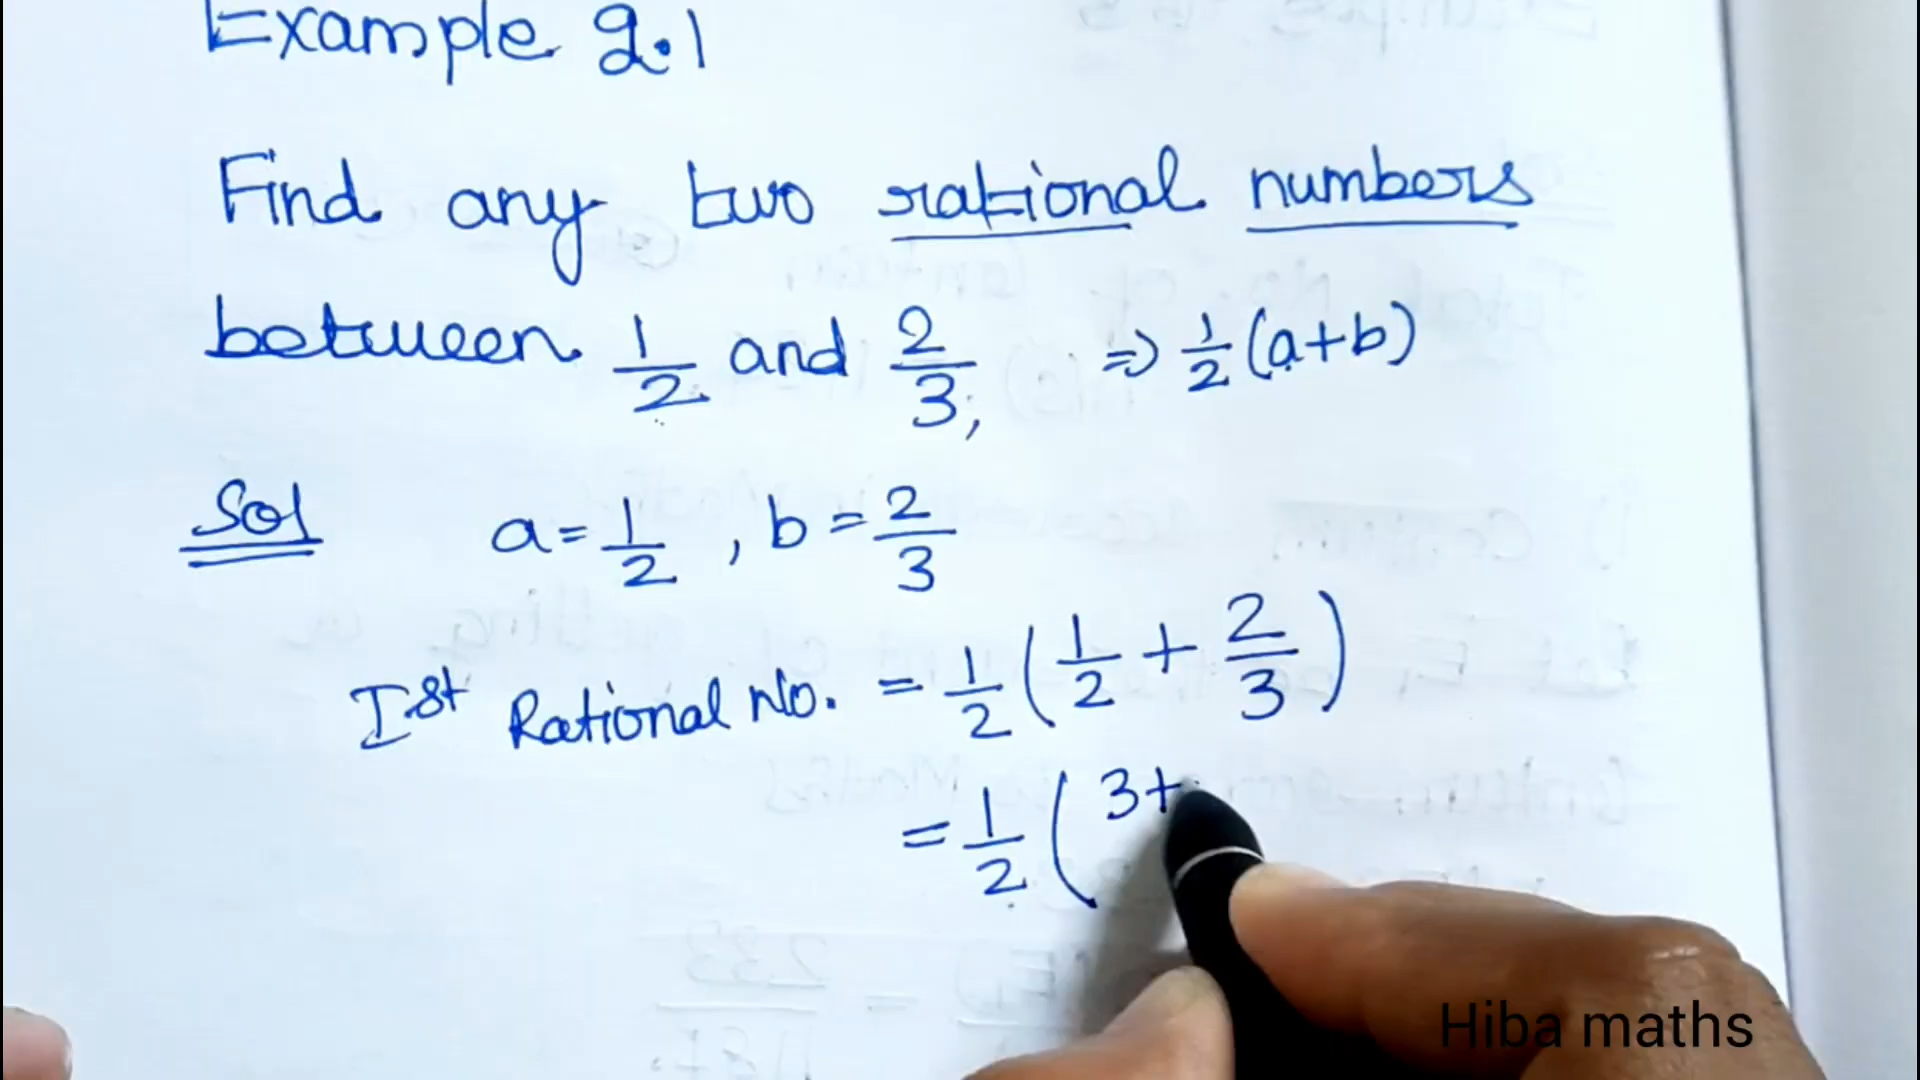 Example 2.1
Find any two rational numbers
between 1/2 and 2/3, ⇒ 1/2 (a+b)
Sol a = 1/2 , b = 2/3
Ist Rational No. = 1/2 (1/2 + 2/3)
= 1/2 ( 3+
Hiba maths